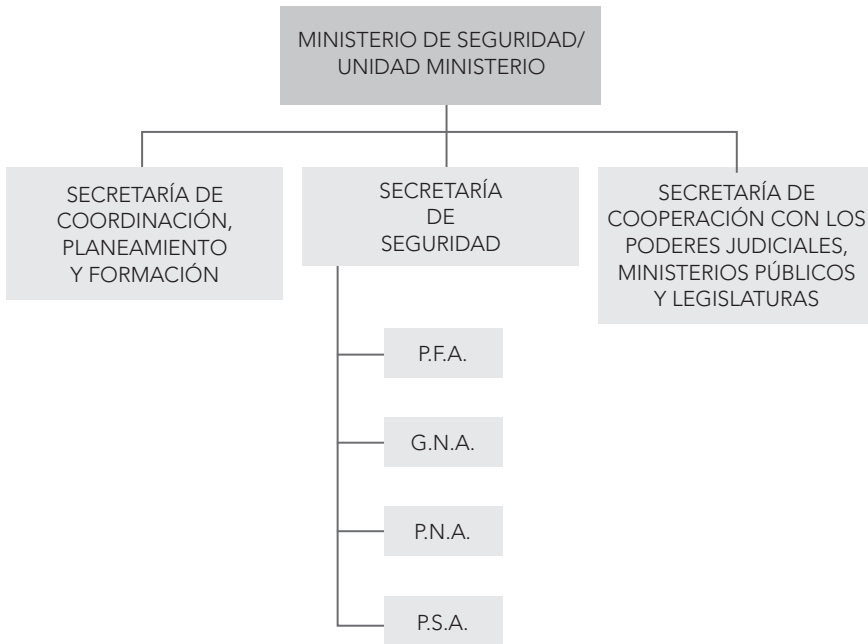 MINISTERIO DE SEGURIDAD/
UNIDAD MINISTERIO
SECRETARÍA DE
COORDINACIÓN,
PLANEAMIENTO
Y FORMACIÓN
SECRETARÍA
DE
SEGURIDAD
SECRETARÍA DE
COOPERACIÓN CON LOS
PODERES JUDICIALES,
MINISTERIOS PÚBLICOS
Y LEGISLATURAS
P.F.A.
G.N.A.
P.N.A.
P.S.A.